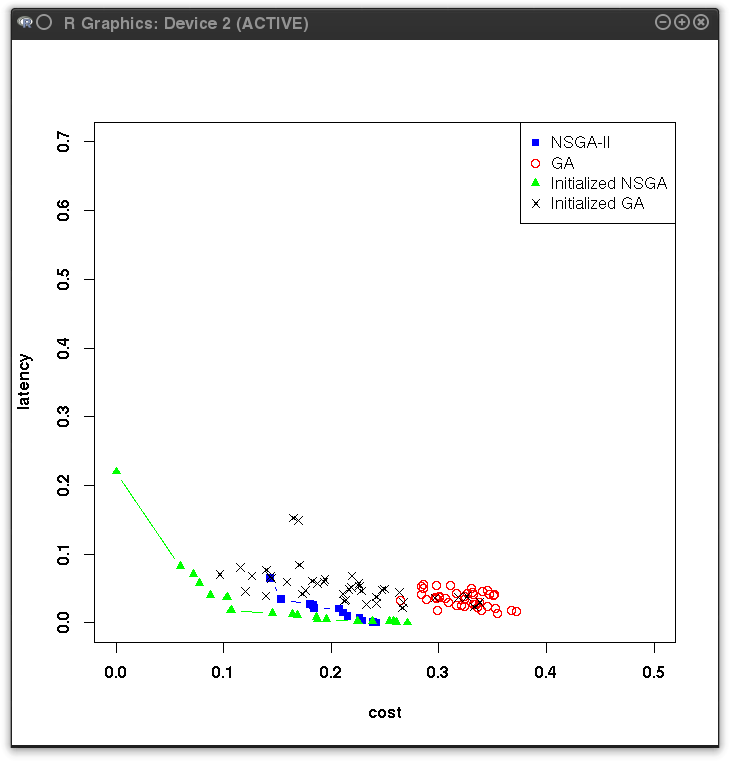 R Graphics: Device 2 (ACTIVE)
NSGA-II
GA
Initialized NSGA
Initialized GA
0.7
0.6
0.5
0.4
0.3
0.2
0.1
0.0
latency
0.0 0.1 0.2 0.3 0.4 0.5
cost